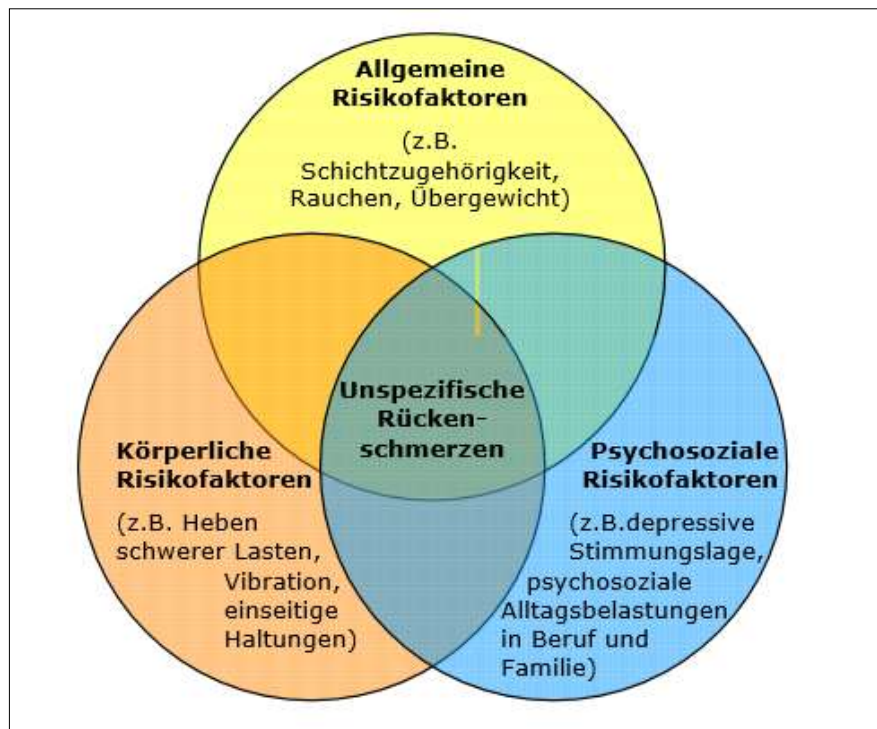 Allgemeine
Risikofaktoren
(z.B.
Schichtzugehörigkeit,
Rauchen, Übergewicht)
Unspezifische
Rücken-
schmerzen
Körperliche
Risikofaktoren
(z.B. Heben
schwerer Lasten,
Vibration,
einseitige
Haltungen)
Psychosoziale
Risikofaktoren
(z.B.depressive
Stimmungslage,
psychosoziale
Alltagsbelastungen
in Beruf und
Familie)